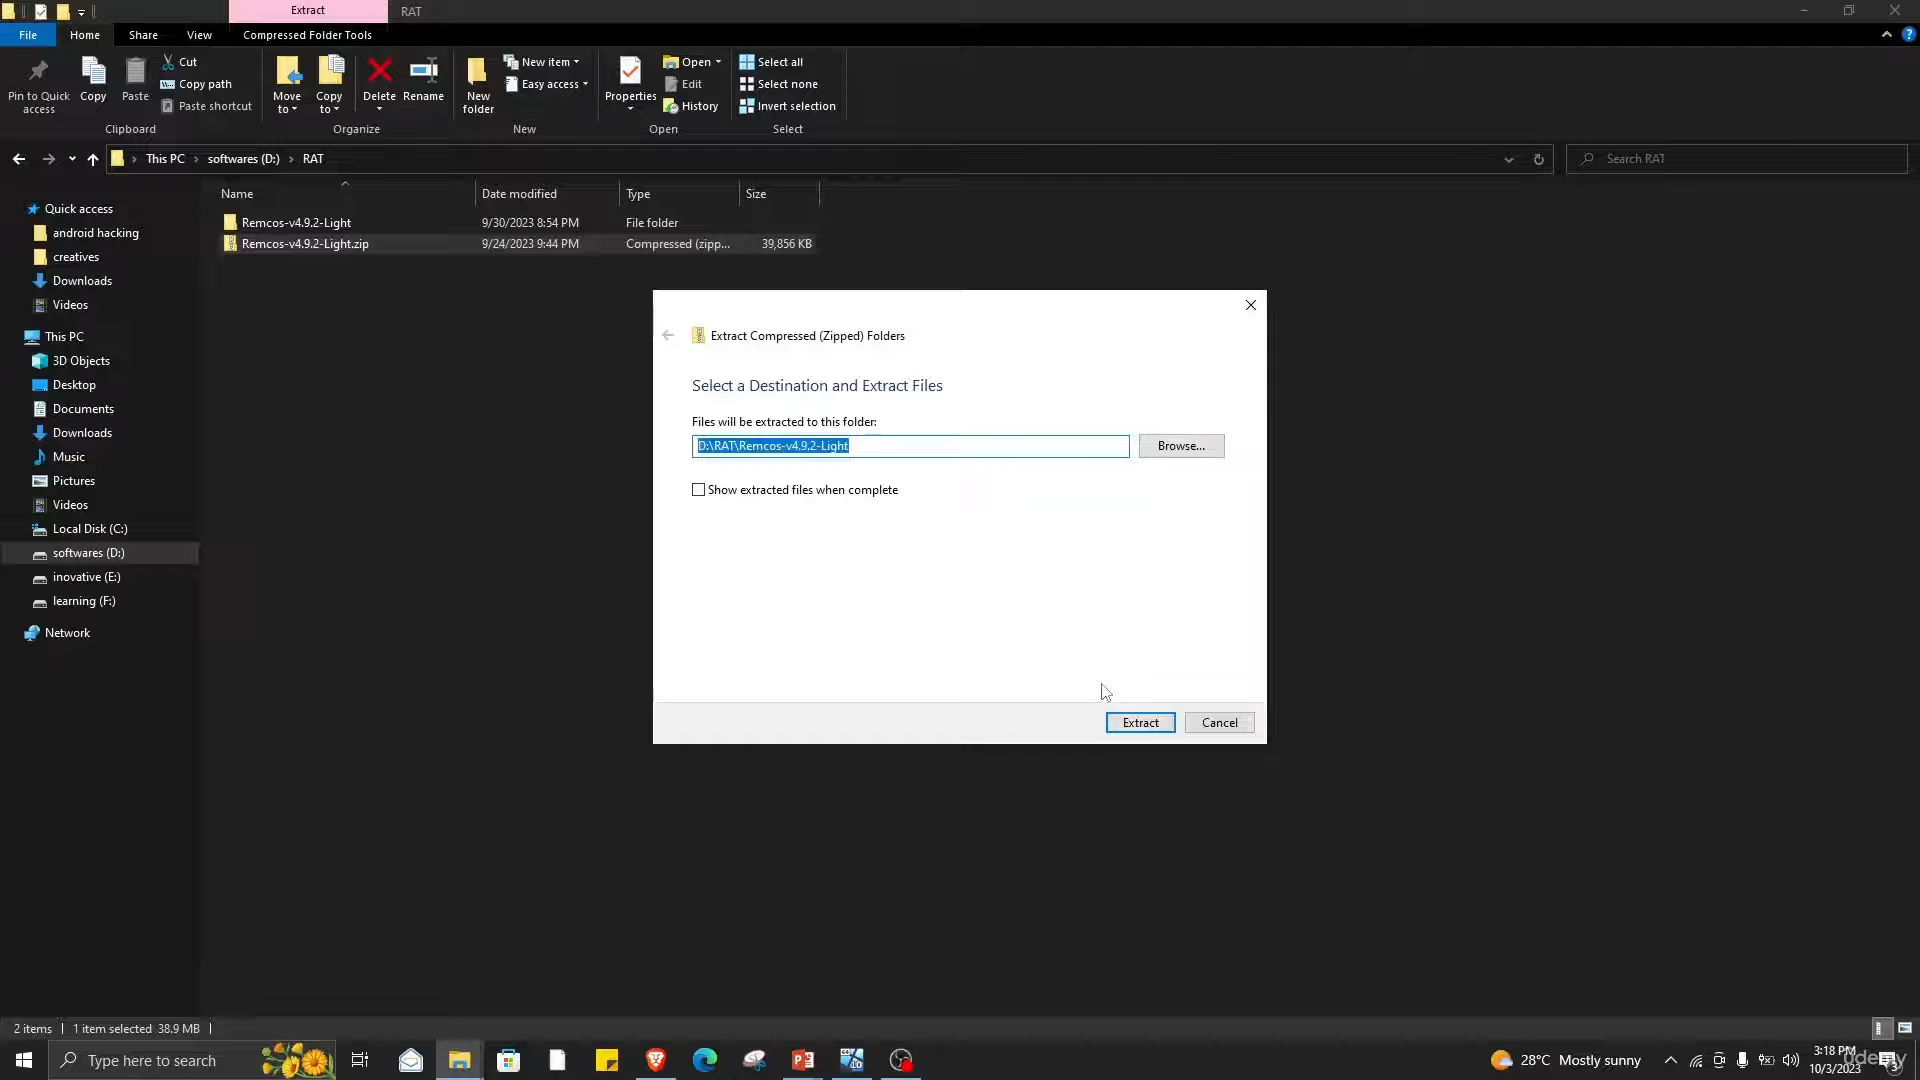 Extract
RAT
File
Home
Share
View
Compressed Folder Tools
Pin to Quick access
Copy
Paste
Cut
Copy path
Paste shortcut
Clipboard
Move to
Copy to
Delete
Rename
Organize
New folder
New item
Easy access
New
Properties
Open
Edit
History
Open
Select all
Select none
Invert selection
Select
This PC
softwares (D:)
RAT
Search RAT
Name
Date modified
Type
Size
Remcos-v4.9.2-Light
9/30/2023 8:54 PM
File folder
Remcos-v4.9.2-Light.zip
9/24/2023 9:44 PM
Compressed (zipp...
39,856 KB
Quick access
android hacking
creatives
Downloads
Videos
This PC
3D Objects
Desktop
Documents
Downloads
Music
Pictures
Videos
Local Disk (C:)
softwares (D:)
inovative (E:)
learning (F:)
Network
Extract Compressed (Zipped) Folders
Select a Destination and Extract Files
Files will be extracted to this folder:
D:\RAT\Remcos-v4.9.2-Light
Browse...
Show extracted files when complete
Extract
Cancel
2 items
1 item selected 38.9 MB
Type here to search
28°C Mostly sunny
3:18 PM
10/3/2023
3
udemy